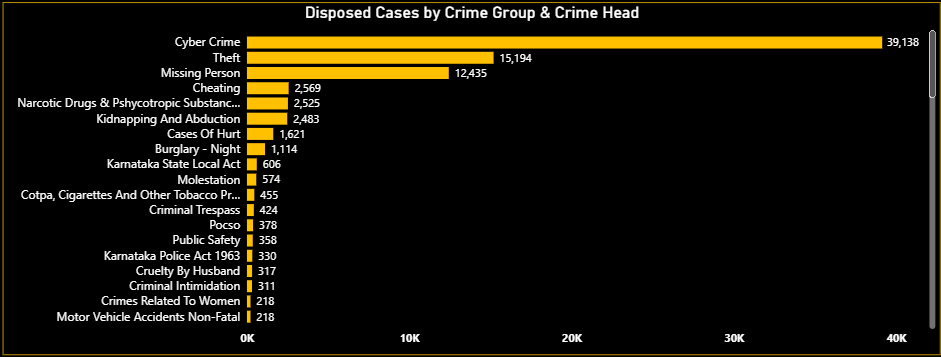 Disposed Cases by Crime Group & Crime Head
Cyber Crime 39,138
Theft 15,194
Missing Person 12,435
Cheating 2,569
Narcotic Drugs & Pshycotropic Substanc... 2,525
Kidnapping And Abduction 2,483
Cases Of Hurt 1,621
Burglary - Night 1,114
Karnataka State Local Act 606
Molestation 574
Cotpa, Cigarettes And Other Tobacco Pr... 455
Criminal Trespass 424
Pocso 378
Public Safety 358
Karnataka Police Act 1963 330
Cruelty By Husband 317
Criminal Intimidation 311
Crimes Related To Women 218
Motor Vehicle Accidents Non-Fatal 218
0K 10K 20K 30K 40K